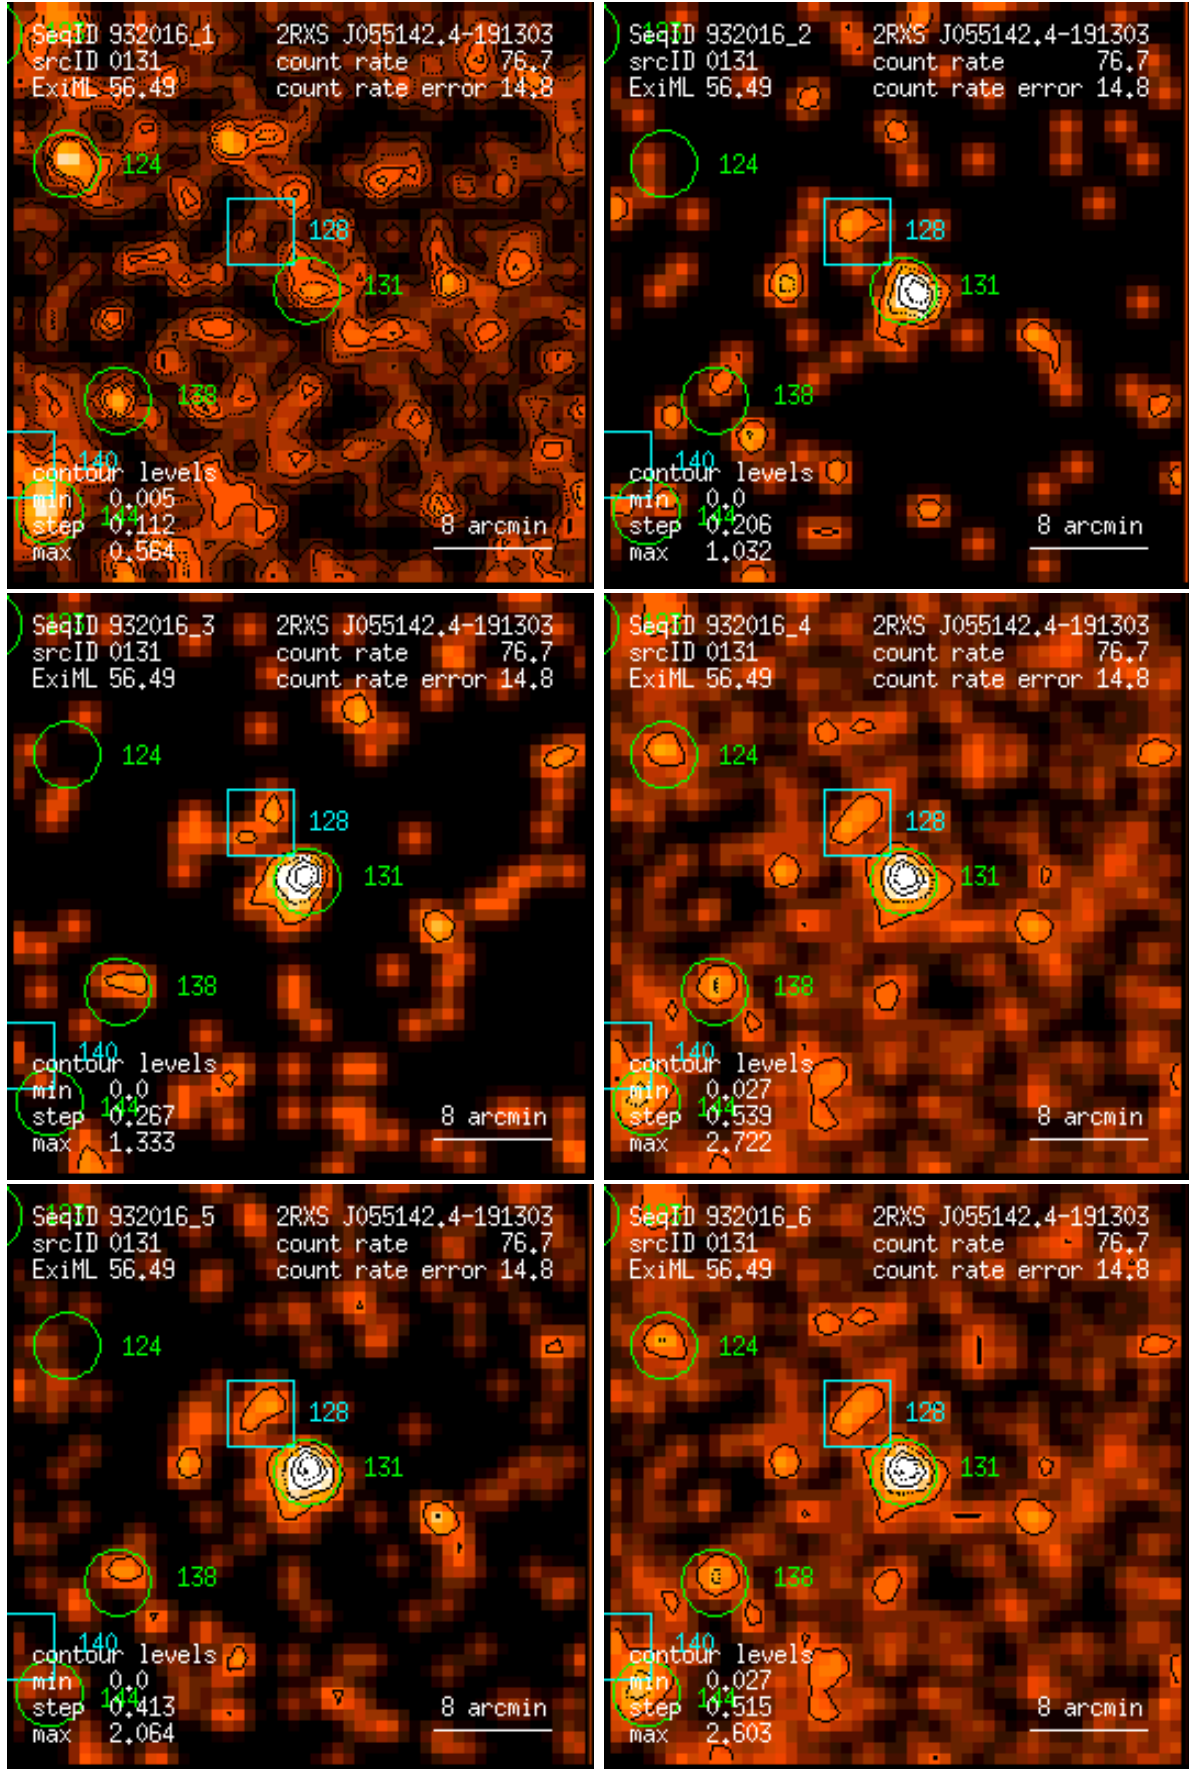 123
SeqID 932016_1 2RXS J055142.4-191303
srcID 0131 count rate 76.7
ExiML 56.49 count rate error 14.8
124
128
131
138
140
contour levels
min 0.005
144
step 0.112 8 arcmin
max 0.564
123
SeqID 932016_2 2RXS J055142.4-191303
srcID 0131 count rate 76.7
ExiML 56.49 count rate error 14.8
124
128
131
138
140
contour levels
min 0.0
144
step 0.206 8 arcmin
max 1.032
123
SeqID 932016_3 2RXS J055142.4-191303
srcID 0131 count rate 76.7
ExiML 56.49 count rate error 14.8
124
128
131
138
140
contour levels
min 0.0
144
step 0.267 8 arcmin
max 1.333
123
SeqID 932016_4 2RXS J055142.4-191303
srcID 0131 count rate 76.7
ExiML 56.49 count rate error 14.8
124
128
131
138
140
contour levels
min 0.027
144
step 0.539 8 arcmin
max 2.722
123
SeqID 932016_5 2RXS J055142.4-191303
srcID 0131 count rate 76.7
ExiML 56.49 count rate error 14.8
124
128
131
138
140
contour levels
min 0.0
144
step 0.413 8 arcmin
max 2.064
123
SeqID 932016_6 2RXS J055142.4-191303
srcID 0131 count rate 76.7
ExiML 56.49 count rate error 14.8
124
128
131
138
140
contour levels
min 0.027
144
step 0.515 8 arcmin
max 2.603